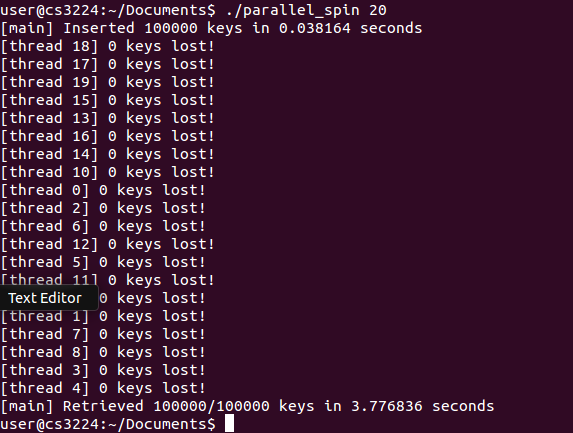 user@cs3224:~/Documents$ ./parallel_spin 20
[main] Inserted 100000 keys in 0.038164 seconds
[thread 18] 0 keys lost!
[thread 17] 0 keys lost!
[thread 19] 0 keys lost!
[thread 15] 0 keys lost!
[thread 13] 0 keys lost!
[thread 16] 0 keys lost!
[thread 14] 0 keys lost!
[thread 10] 0 keys lost!
[thread 0] 0 keys lost!
[thread 2] 0 keys lost!
[thread 6] 0 keys lost!
[thread 12] 0 keys lost!
[thread 5] 0 keys lost!
[thread 11] 0 keys lost!
Text Editor 0 keys lost!
[thread 1] 0 keys lost!
[thread 7] 0 keys lost!
[thread 8] 0 keys lost!
[thread 3] 0 keys lost!
[thread 4] 0 keys lost!
[main] Retrieved 100000/100000 keys in 3.776836 seconds
user@cs3224:~/Documents$